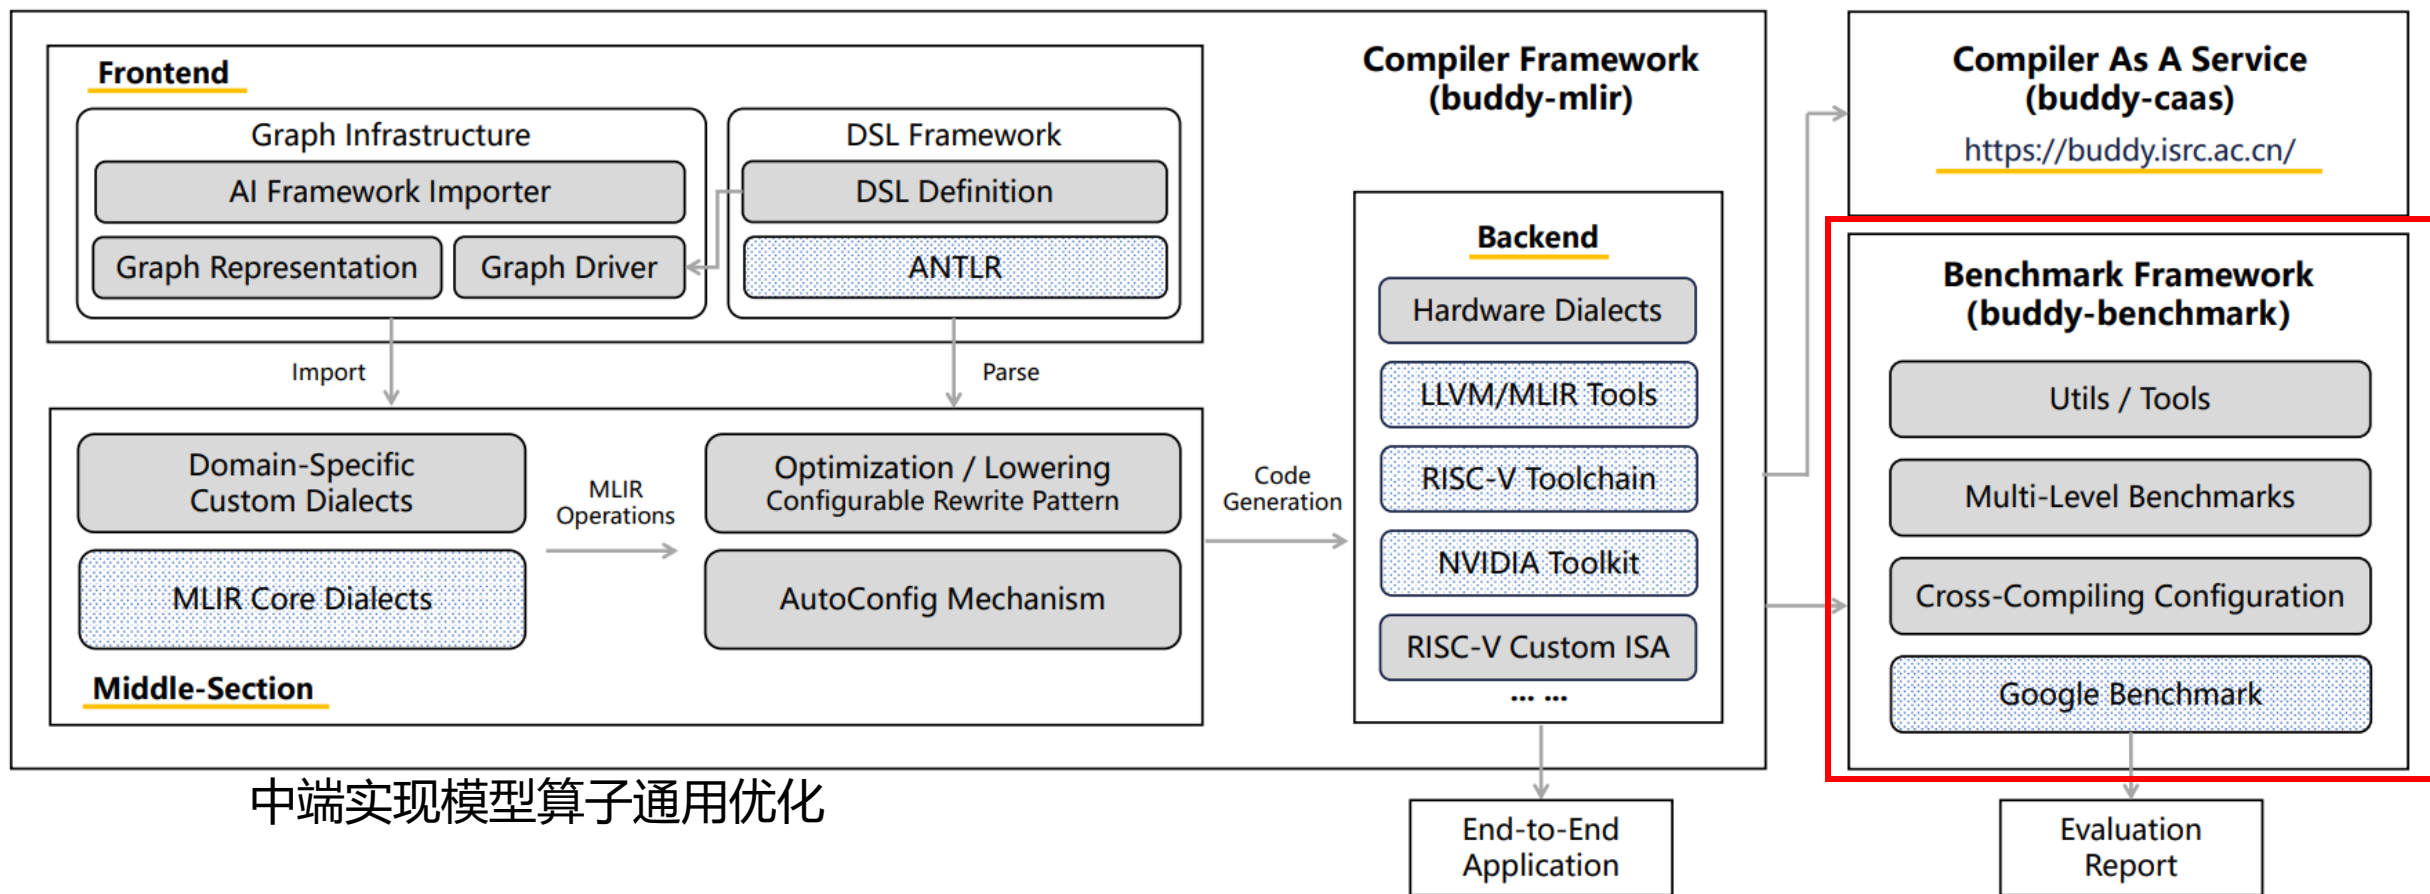 Frontend
Graph Infrastructure
AI Framework Importer
Graph Representation
Graph Driver
DSL Framework
DSL Definition
ANTLR
Import
Parse
Domain-Specific
Custom Dialects
MLIR Core Dialects
MLIR
Operations
Optimization / Lowering
Configurable Rewrite Pattern
AutoConfig Mechanism
Middle-Section
Code
Generation
Compiler Framework
(buddy-mlir)
Backend
Hardware Dialects
LLVM/MLIR Tools
RISC-V Toolchain
NVIDIA Toolkit
RISC-V Custom ISA
... ...
Compiler As A Service
(buddy-caas)
https://buddy.isrc.ac.cn/
Benchmark Framework
(buddy-benchmark)
Utils / Tools
Multi-Level Benchmarks
Cross-Compiling Configuration
Google Benchmark
中端实现模型算子通用优化
End-to-End
Application
Evaluation
Report